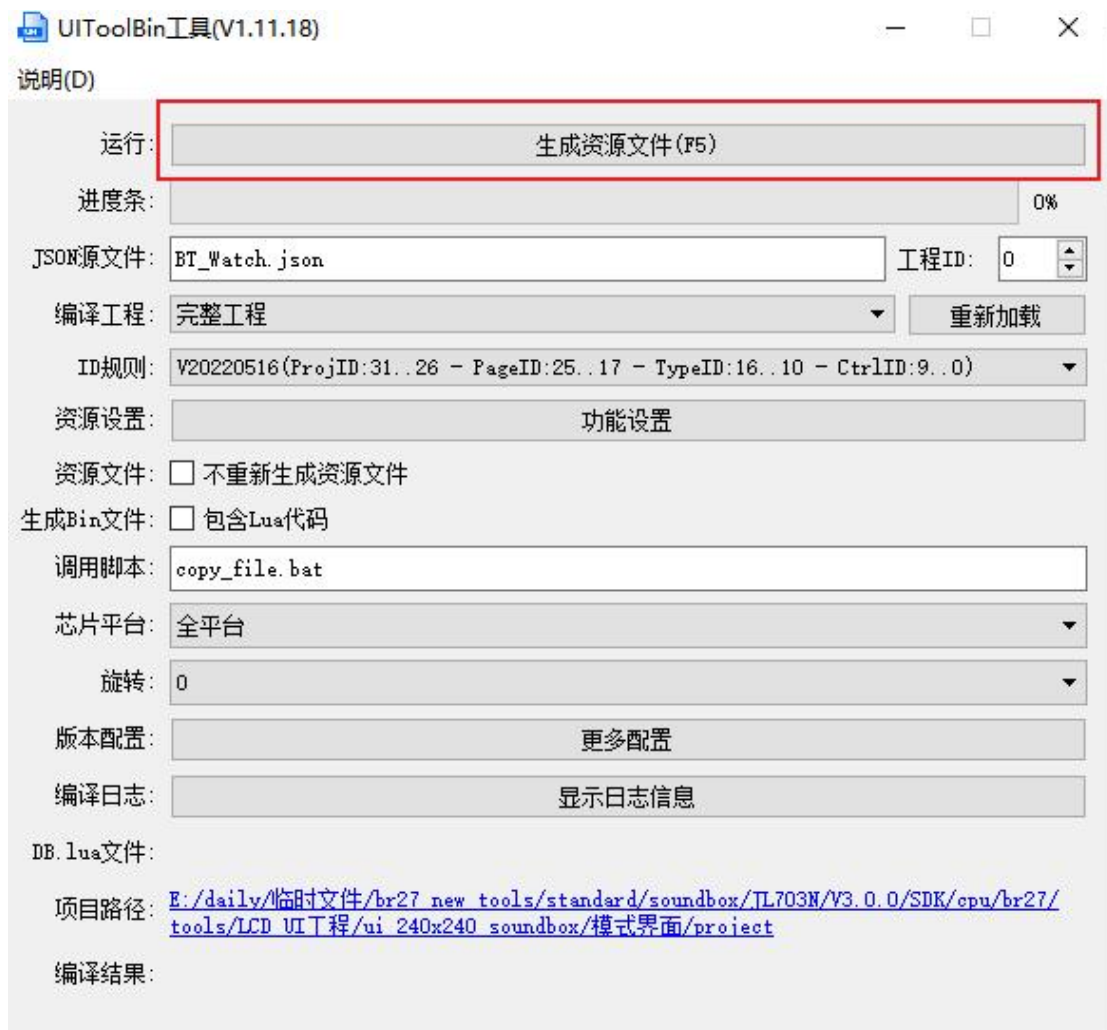 UIToolBin工具(V1.11.18)
说明(D)
运行: 生成资源文件(F5)
进度条: 0%
JSON源文件: BT_Watch.json 工程ID: 0
编译工程: 完整工程 重新加载
ID规则: V20220516(ProjID:31..26 - PageID:25..17 - TypeID:16..10 - CtrlID:9..0)
资源设置: 功能设置
资源文件: 不重新生成资源文件
生成Bin文件: 包含Lua代码
调用脚本: copy_file.bat
芯片平台: 全平台
旋转: 0
版本配置: 更多配置
编译日志: 显示日志信息
DB.lua文件:
项目路径: E:/daily/临时文件/br27_new_tools/standard/soundbox/JL703N/V3.0.0/SDK/cpu/br27/
tools/LCD_UI工程/ui_240x240_soundbox/模式界面/project
编译结果: